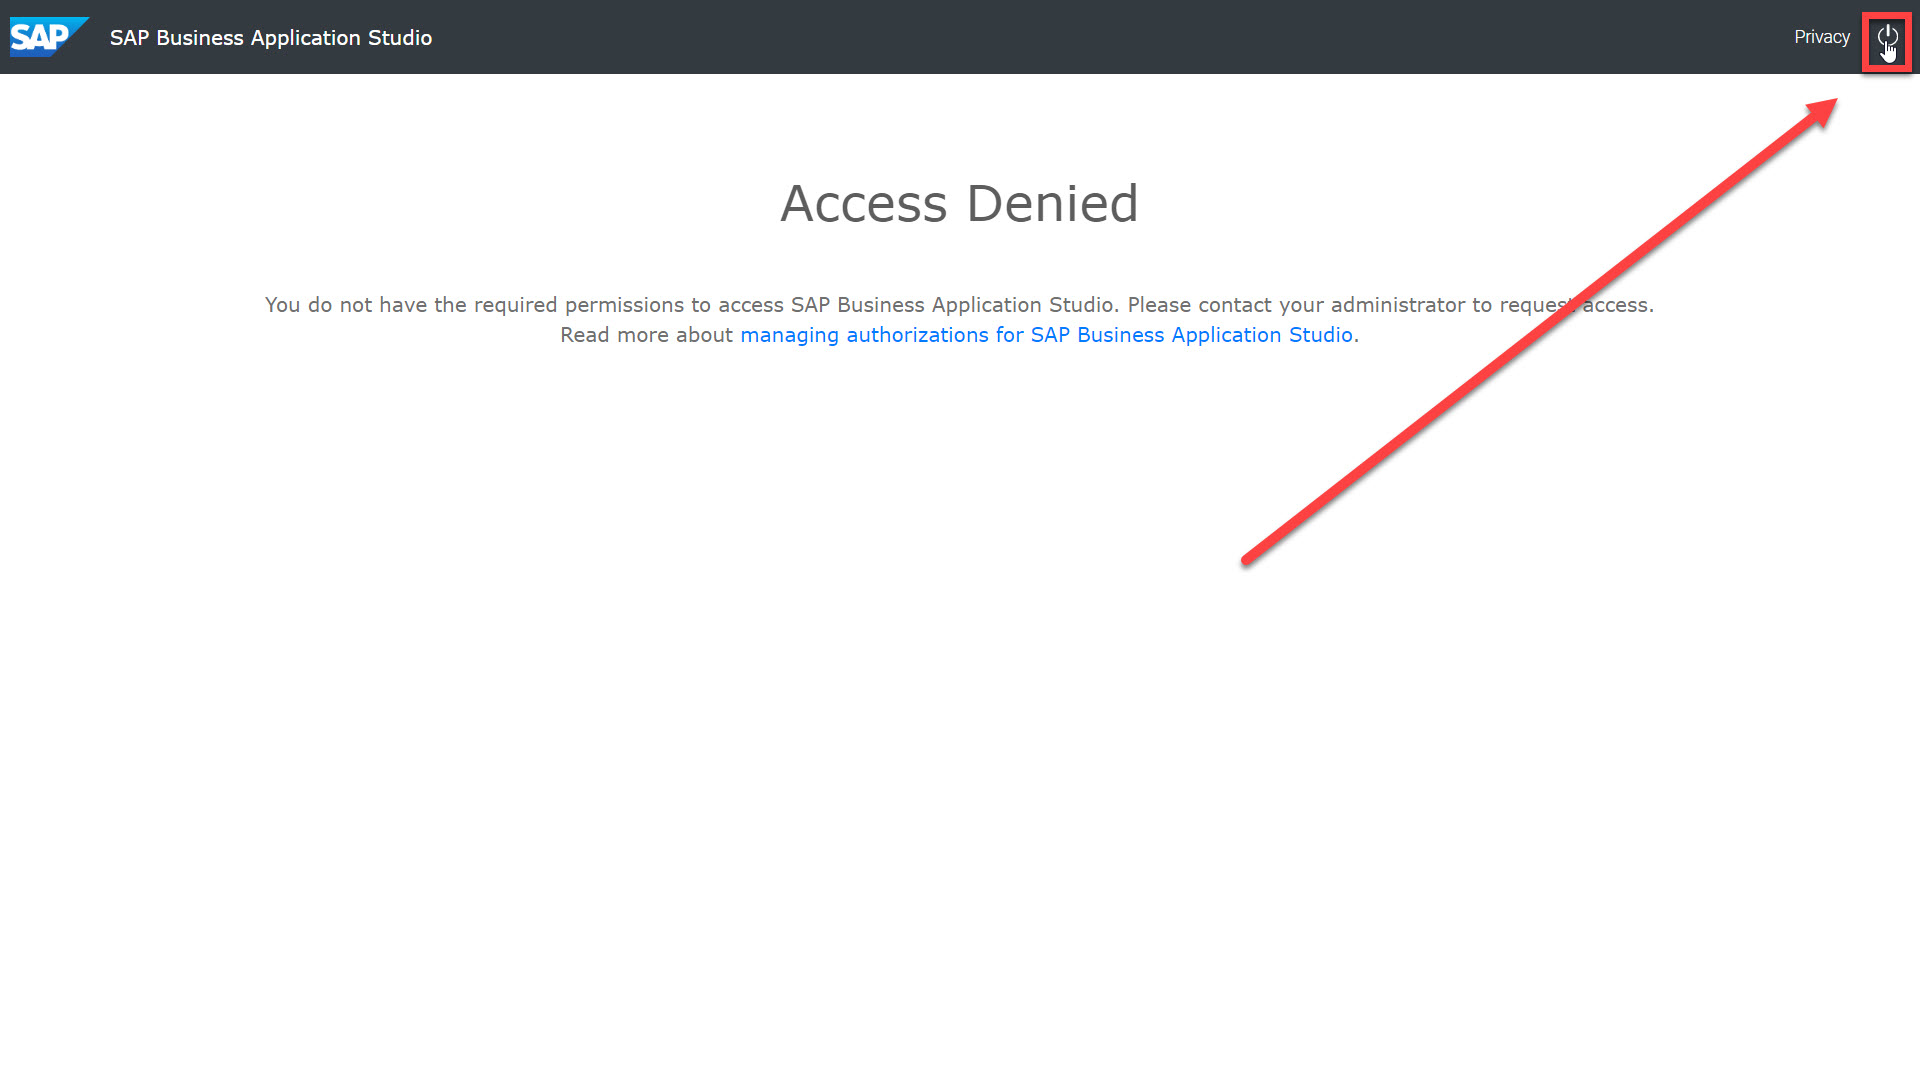 SAP
SAP Business Application Studio
Privacy
Access Denied
You do not have the required permissions to access SAP Business Application Studio. Please contact your administrator to request access.
Read more about managing authorizations for SAP Business Application Studio.